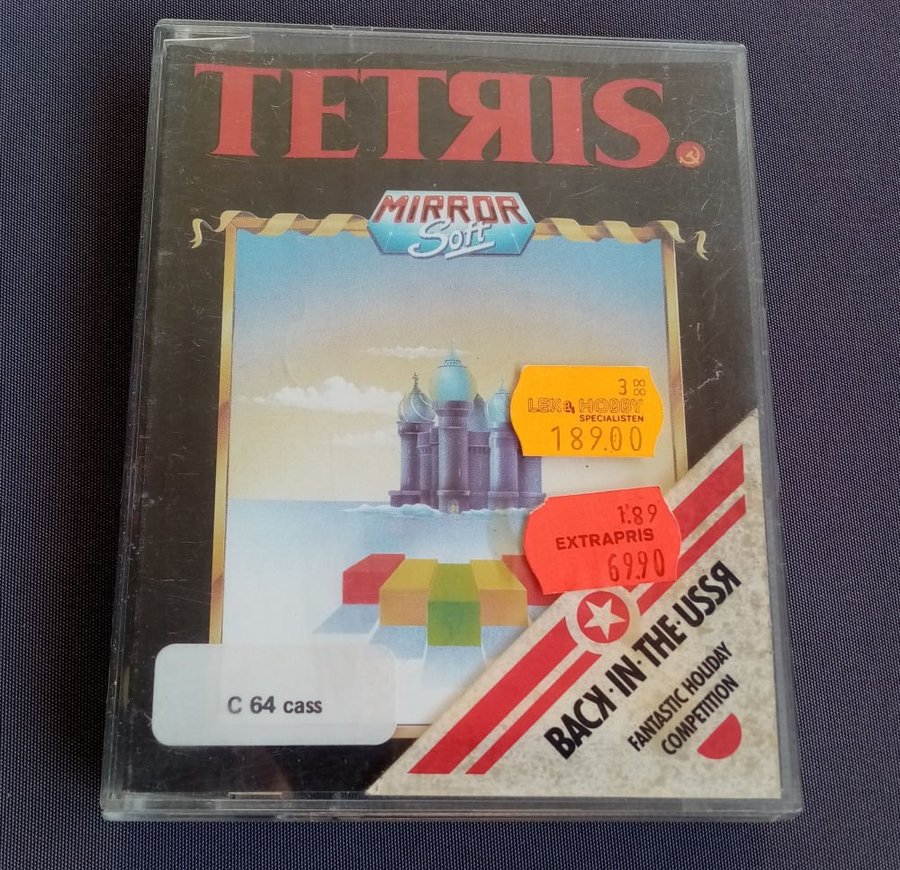 TETЯIS.
MIRROR
Soft
3 00
LEK & HOBBY
SPECIALISTEN
189.00
1.89
EXTRAPRIS
69.90
BACK·IN·THE·USSЯ
FANTASTIC HOLIDAY
COMPETITION
C 64 cass